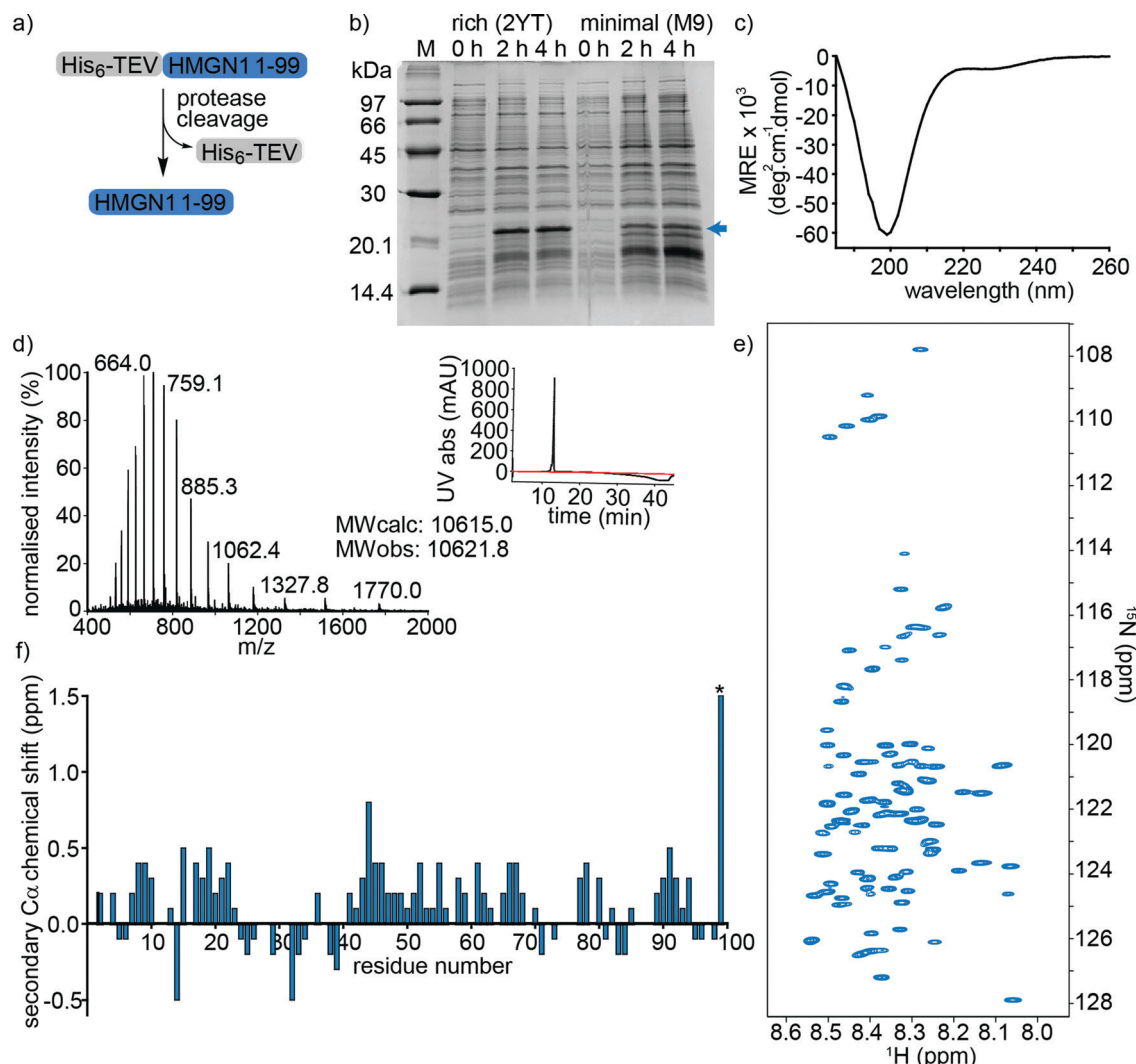 a)
His6-TEV HMGN1 1-99
protease
cleavage
His6-TEV
HMGN1 1-99
b)
rich (2YT) minimal (M9)
M 0 h 2 h 4 h 0 h 2 h 4 h
kDa
97
66
45
30
20.1
14.4
c)
0
-10
-20
-30
-40
-50
-60
MRE x 10³
(deg².cm⁻¹.dmol)
200 220 240 260
wavelength (nm)
d)
100
80
60
40
20
0
normalised intensity (%)
664.0
759.1
885.3
1062.4
1327.8
1770.0
400 800 1200 1600 2000
m/z
MWcalc: 10615.0
MWobs: 10621.8
1000
800
600
400
200
0
UV abs (mAU)
10 20 30 40
time (min)
e)
108
110
112
114
116
118
120
122
124
126
128
¹⁵N (ppm)
8.6 8.5 8.4 8.3 8.2 8.1 8.0
¹H (ppm)
f)
1.5
1.0
0.5
0.0
-0.5
secondary Cα chemical shift (ppm)
*
10 20 30 40 50 60 70 80 90 100
residue number